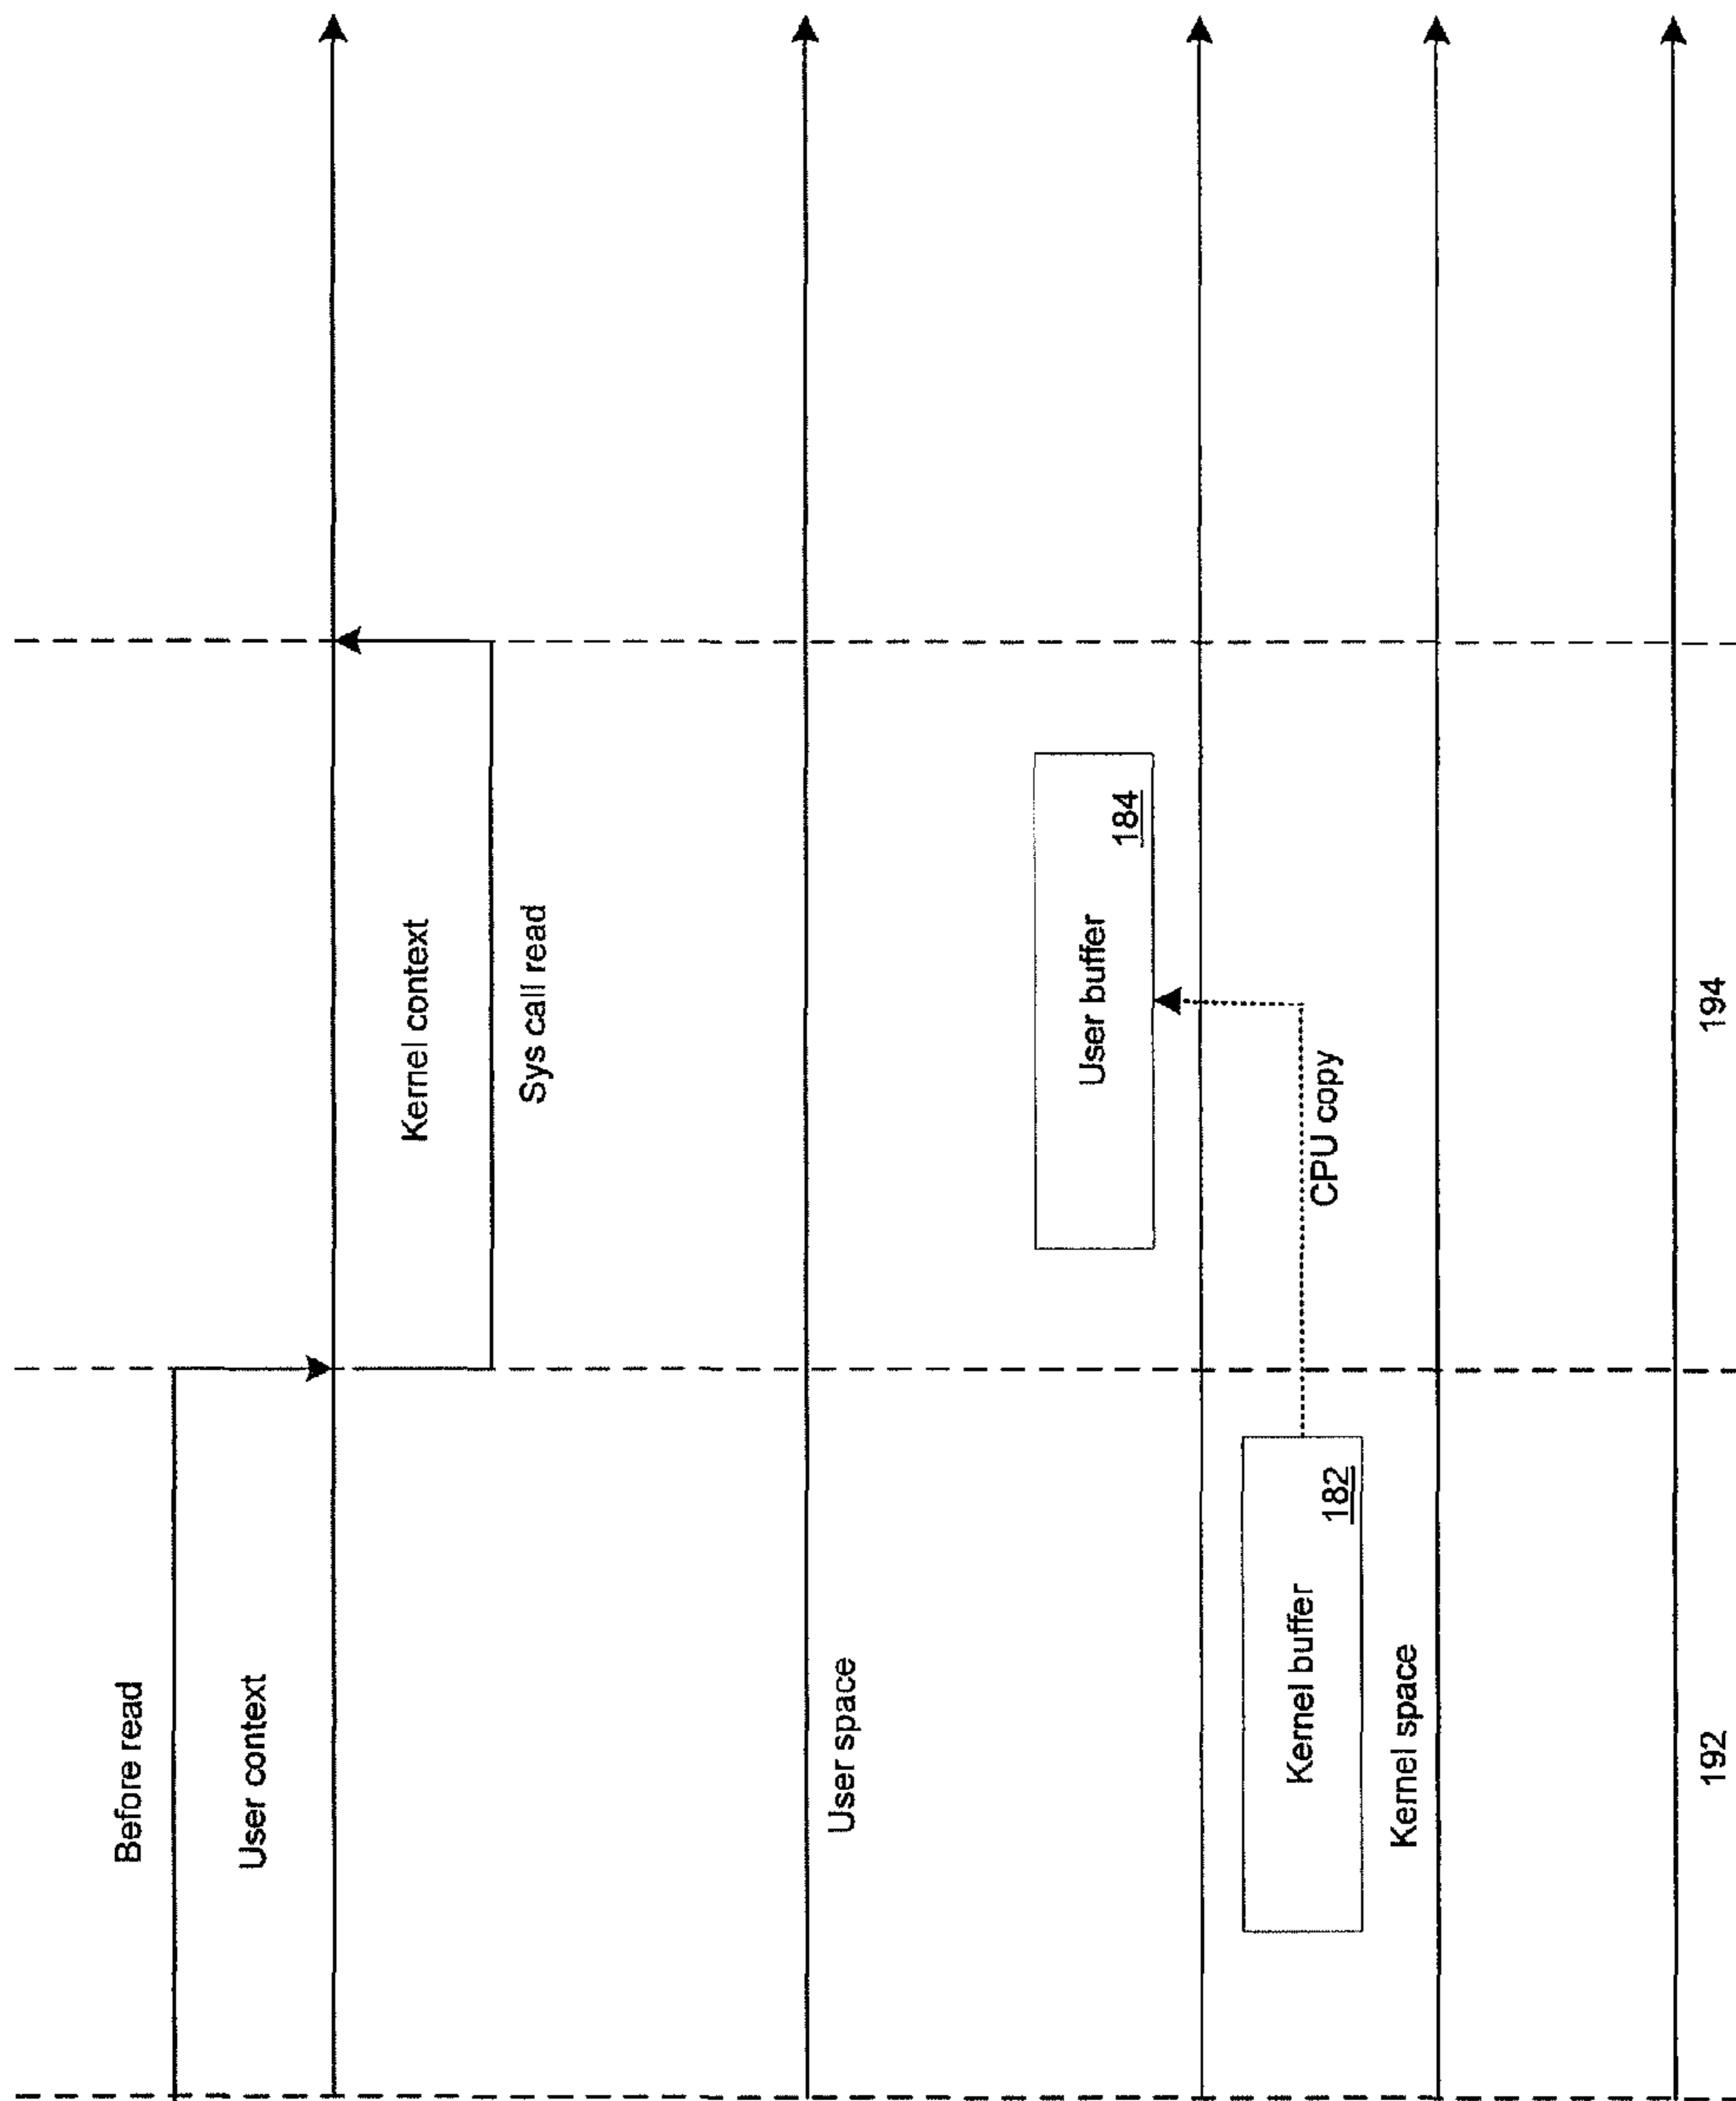 Before read
User context
Kernel context
Sys call read
User space
User buffer
184
Kernel buffer
CPU copy
182
Kernel space
192
194